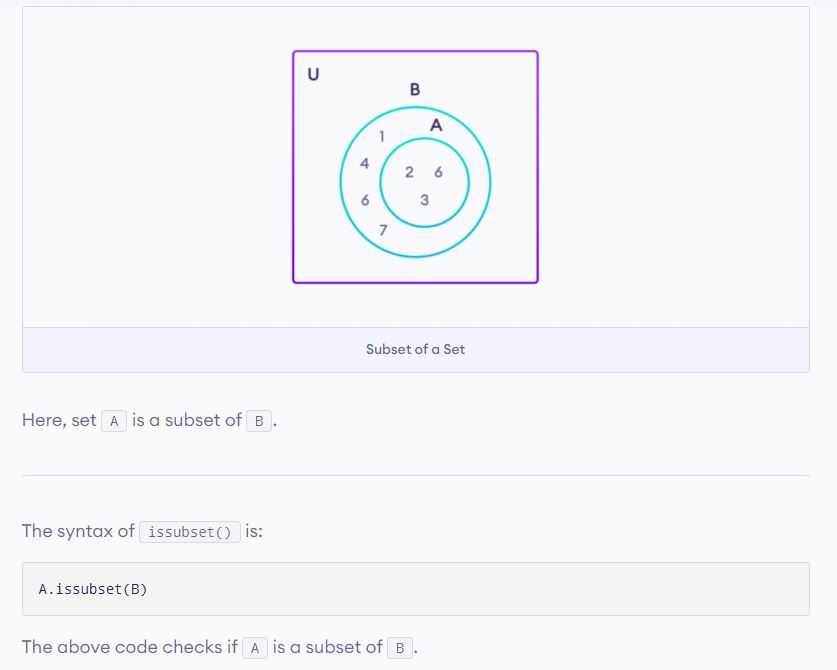 U
B
A
1
4
2 6
6
3
7
Subset of a Set
Here, set A is a subset of B.
The syntax of issubset() is:
A.issubset(B)
The above code checks if A is a subset of B.